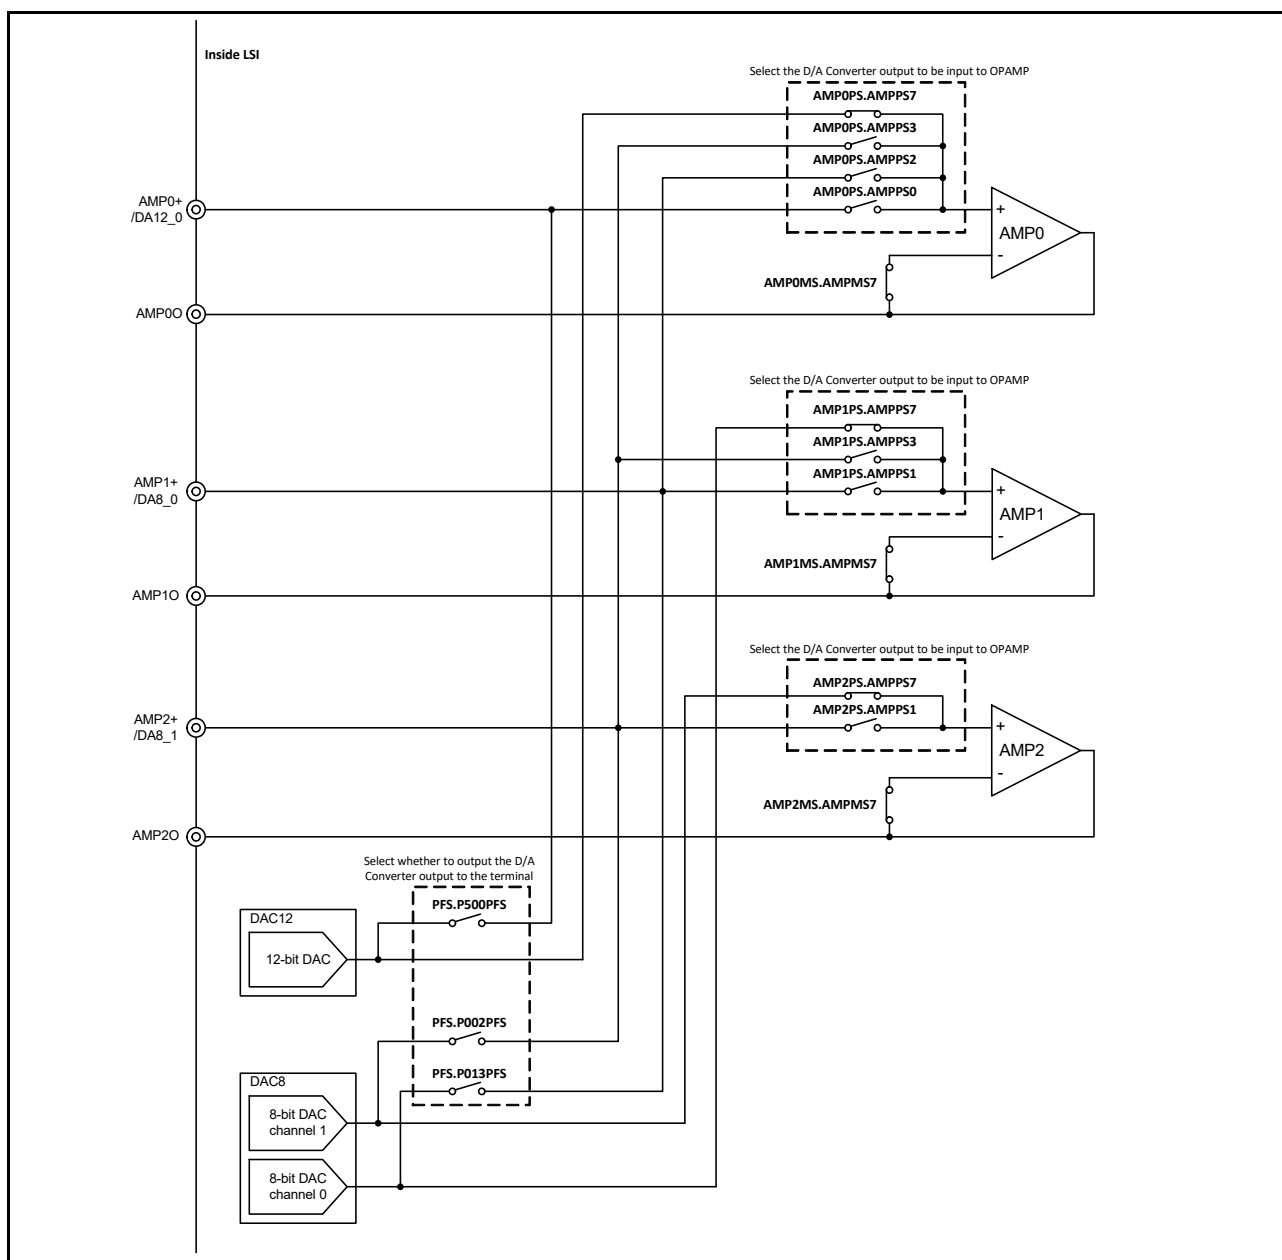 Inside LSI
Select the D/A Converter output to be input to OPAMP
AMP0PS.AMPPS7
AMP0PS.AMPPS3
AMP0PS.AMPPS2
AMP0PS.AMPPS0
AMP0+
/DA12_0
+
AMP0
-
AMP0MS.AMPMS7
AMP0O
Select the D/A Converter output to be input to OPAMP
AMP1PS.AMPPS7
AMP1PS.AMPPS3
AMP1PS.AMPPS1
AMP1+
/DA8_0
+
AMP1
-
AMP1MS.AMPMS7
AMP1O
Select the D/A Converter output to be input to OPAMP
AMP2PS.AMPPS7
AMP2PS.AMPPS1
AMP2+
/DA8_1
+
AMP2
-
AMP2MS.AMPMS7
AMP2O
Select whether to output the D/A
Converter output to the terminal
PFS.P500PFS
DAC12
12-bit DAC
PFS.P002PFS
PFS.P013PFS
DAC8
8-bit DAC
channel 1
8-bit DAC
channel 0